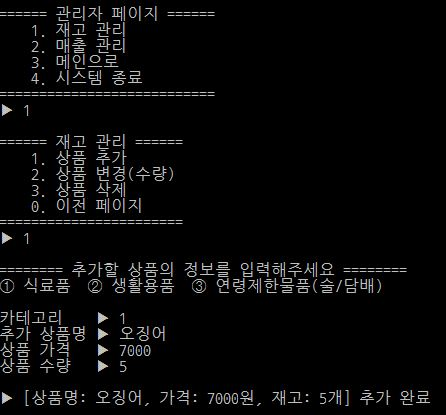 ====== 관리자 페이지 ======
1. 재고 관리
2. 매출 관리
3. 메인으로
4. 시스템 종료
===========================
▶ 1
====== 재고 관리 ======
1. 상품 추가
2. 상품 변경(수량)
3. 상품 삭제
0. 이전 페이지
=======================
▶ 1
======== 추가할 상품의 정보를 입력해주세요 ========
① 식료품 ② 생활용품 ③ 연령제한물품(술/담배)
카테고리 ▶ 1
추가 상품명 ▶ 오징어
상품 가격 ▶ 7000
상품 수량 ▶ 5
▶ [상품명: 오징어, 가격: 7000원, 재고: 5개] 추가 완료